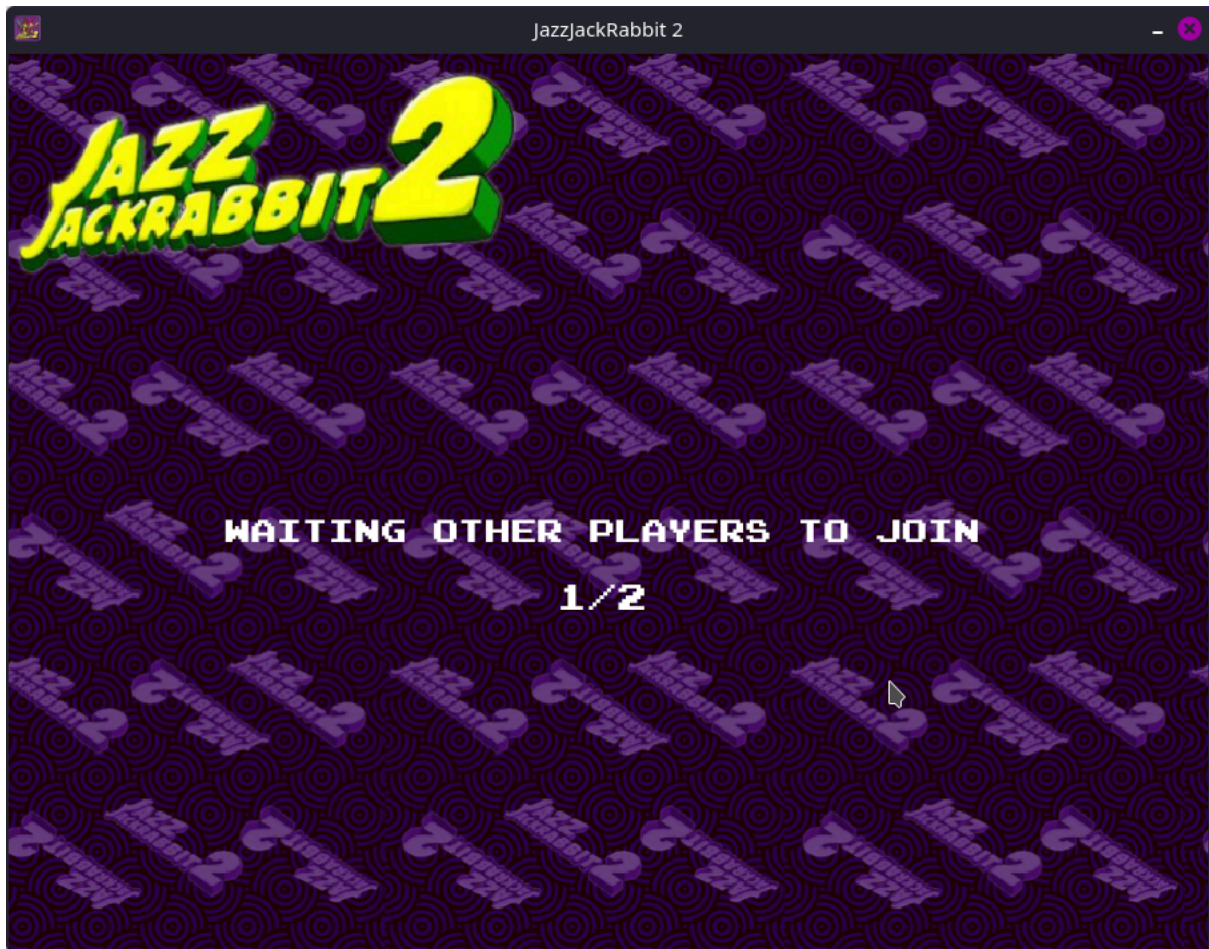 JazzJackRabbit 2
JAZZ
JACKRABBIT 2
WAITING OTHER PLAYERS TO JOIN
1/2